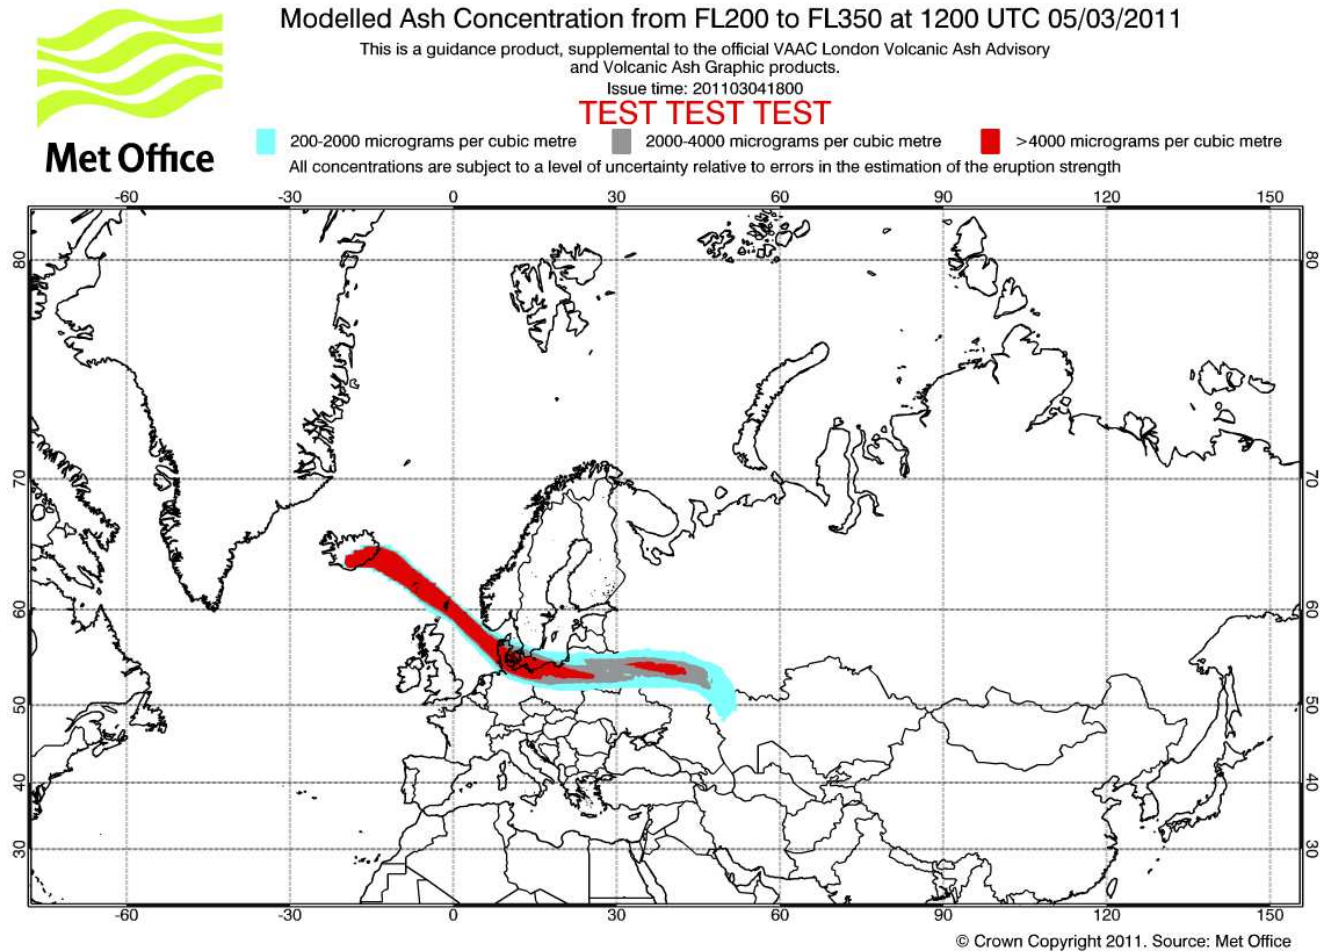 Modelled Ash Concentration from FL200 to FL350 at 1200 UTC 05/03/2011
This is a guidance product, supplemental to the official VAAC London Volcanic Ash Advisory
and Volcanic Ash Graphic products.
Issue time: 201103041800
TEST TEST TEST
200-2000 micrograms per cubic metre 2000-4000 micrograms per cubic metre >4000 micrograms per cubic metre
Met Office
All concentrations are subject to a level of uncertainty relative to errors in the estimation of the eruption strength
-60 -30 0 30 60 90 120 150
80 80
70 70
60 60
50 50
40 40
30 30
-60 -30 0 30 60 90 120 150
© Crown Copyright 2011. Source: Met Office